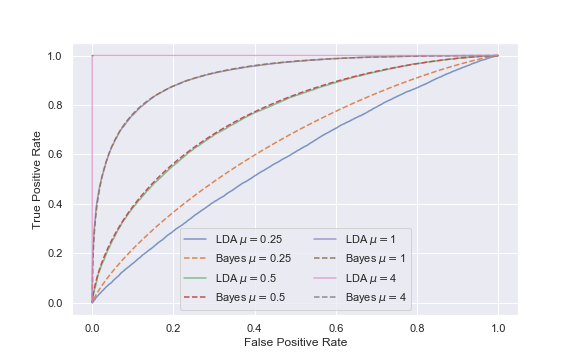 1.0
0.8
0.6
0.4
0.2
0.0
True Positive Rate
LDA μ = 0.25
Bayes μ = 0.25
LDA μ = 0.5
Bayes μ = 0.5
LDA μ = 1
Bayes μ = 1
LDA μ = 4
Bayes μ = 4
0.0 0.2 0.4 0.6 0.8 1.0
False Positive Rate